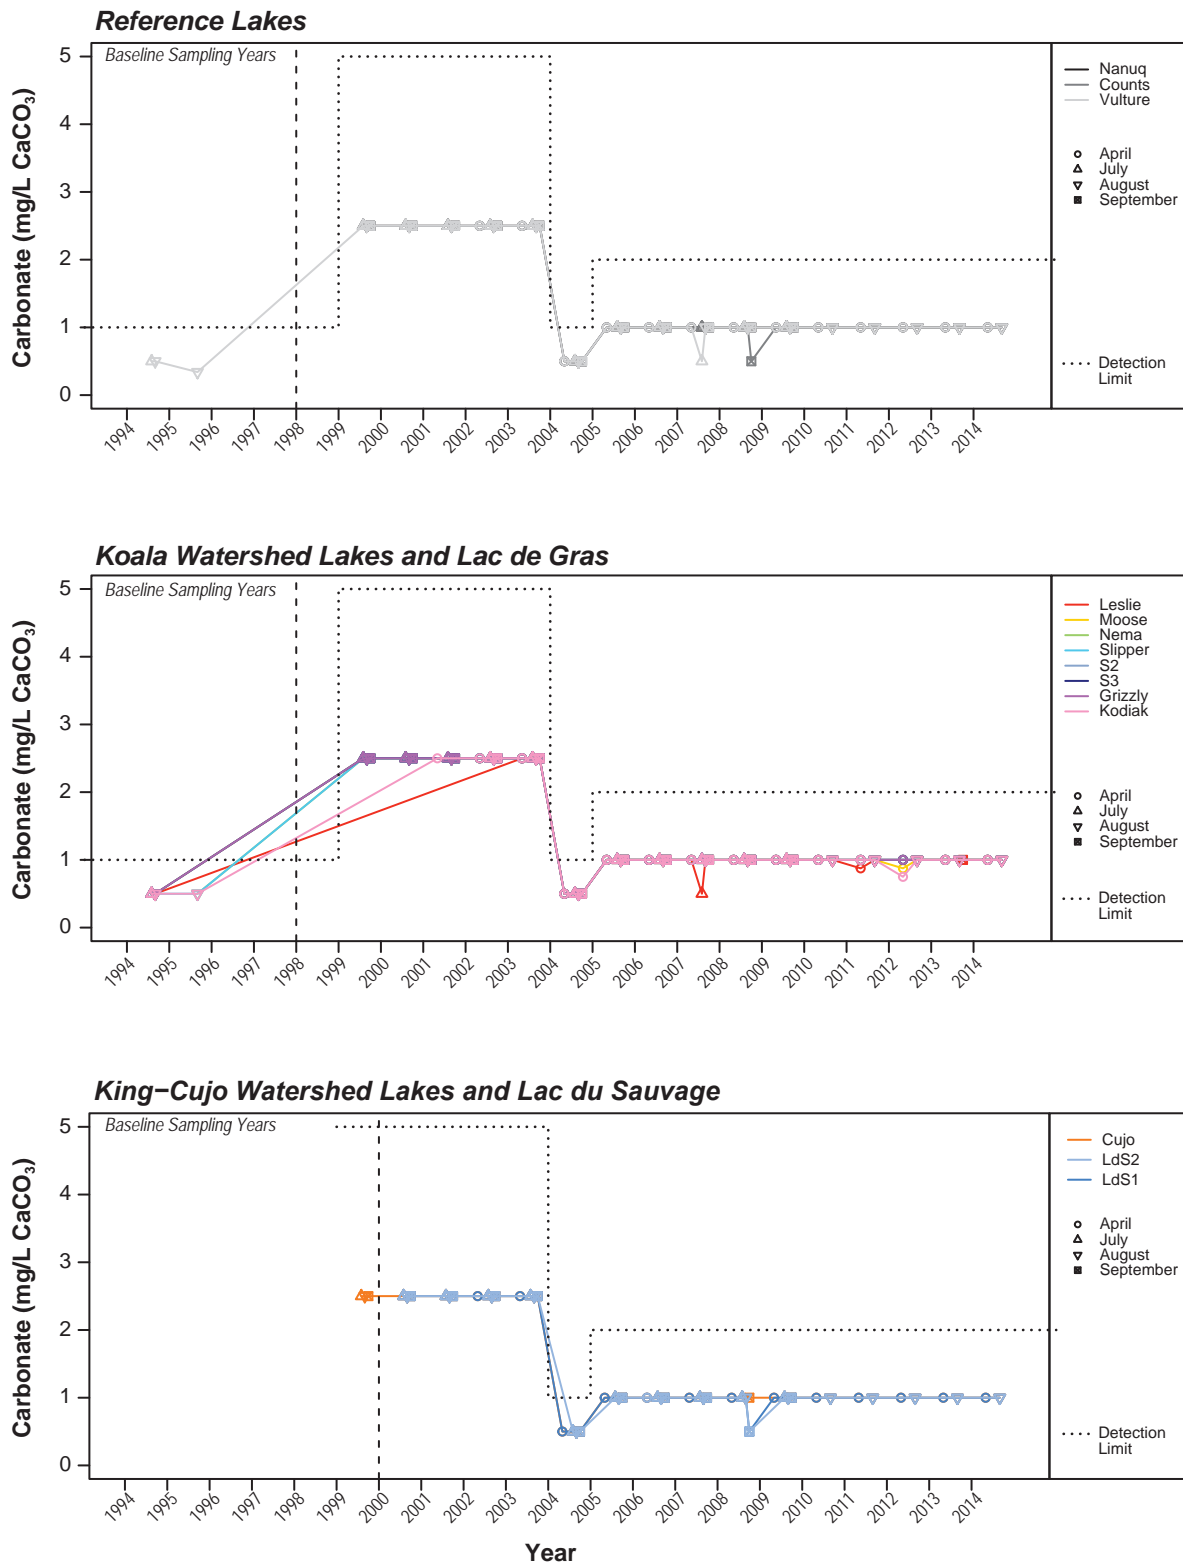 Reference Lakes
Baseline Sampling Years
Carbonate (mg/L CaCO₃)
5
4
3
2
1
0
1994 1995 1996 1997 1998 1999 2000 2001 2002 2003 2004 2005 2006 2007 2008 2009 2010 2011 2012 2013 2014
Nanuq
Counts
Vulture
April
July
August
September
Detection
Limit
Koala Watershed Lakes and Lac de Gras
Baseline Sampling Years
Carbonate (mg/L CaCO₃)
5
4
3
2
1
0
1994 1995 1996 1997 1998 1999 2000 2001 2002 2003 2004 2005 2006 2007 2008 2009 2010 2011 2012 2013 2014
Leslie
Moose
Nema
Slipper
S2
S3
Grizzly
Kodiak
April
July
August
September
Detection
Limit
King−Cujo Watershed Lakes and Lac du Sauvage
Baseline Sampling Years
Carbonate (mg/L CaCO₃)
5
4
3
2
1
0
1994 1995 1996 1997 1998 1999 2000 2001 2002 2003 2004 2005 2006 2007 2008 2009 2010 2011 2012 2013 2014
Cujo
LdS2
LdS1
April
July
August
September
Detection
Limit
Year